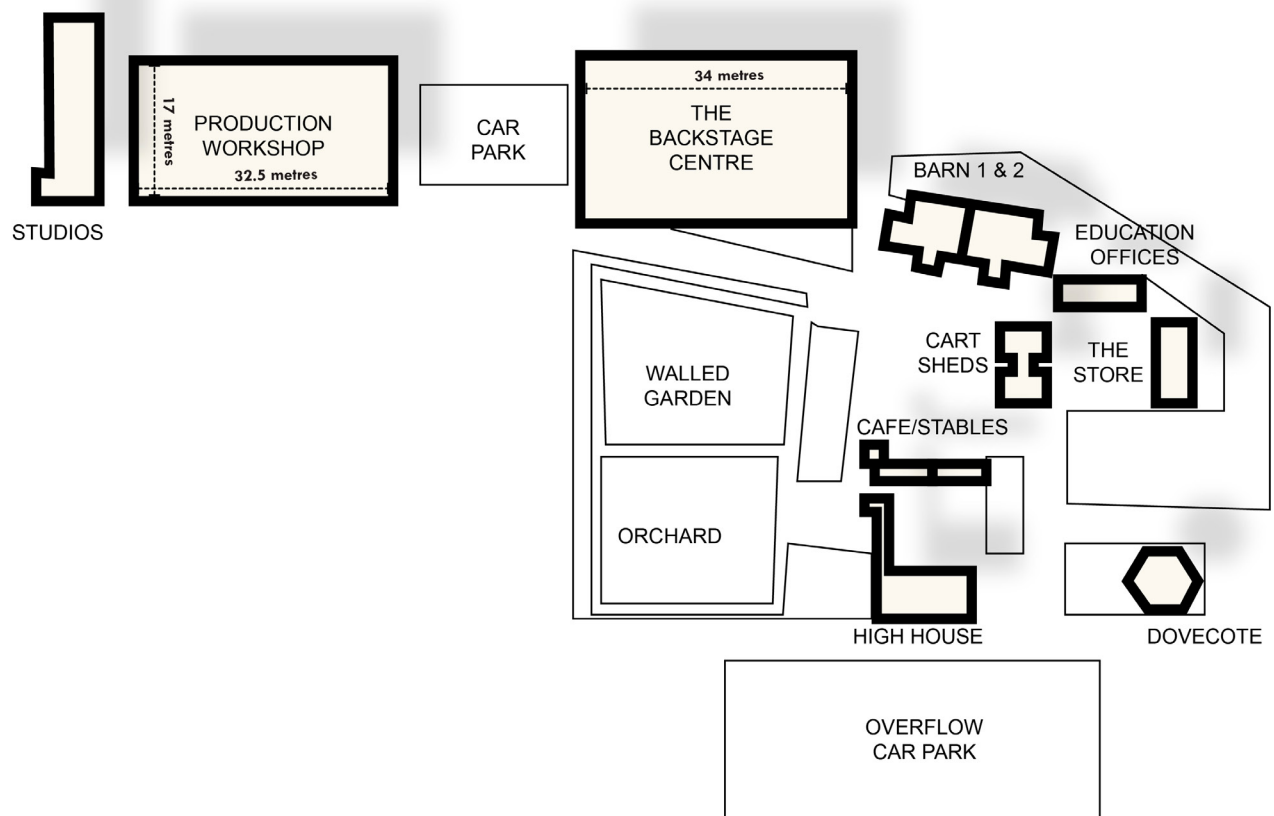 STUDIOS
17 metres
PRODUCTION
WORKSHOP
32.5 metres
CAR
PARK
34 metres
THE
BACKSTAGE
CENTRE
BARN 1 & 2
EDUCATION
OFFICES
CART
SHEDS
THE
STORE
WALLED
GARDEN
CAFE/STABLES
ORCHARD
HIGH HOUSE
DOVECOTE
OVERFLOW
CAR PARK